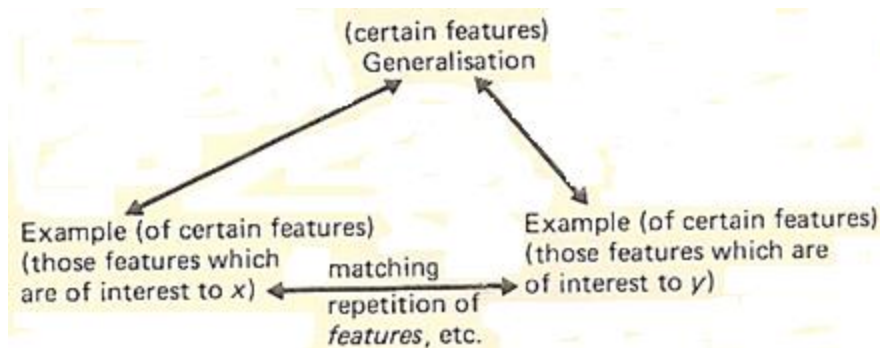 (certain features)
Generalisation
Example (of certain features)
(those features which
are of interest to x)
matching
repetition of
features, etc.
Example (of certain features)
(those features which are
of interest to y)